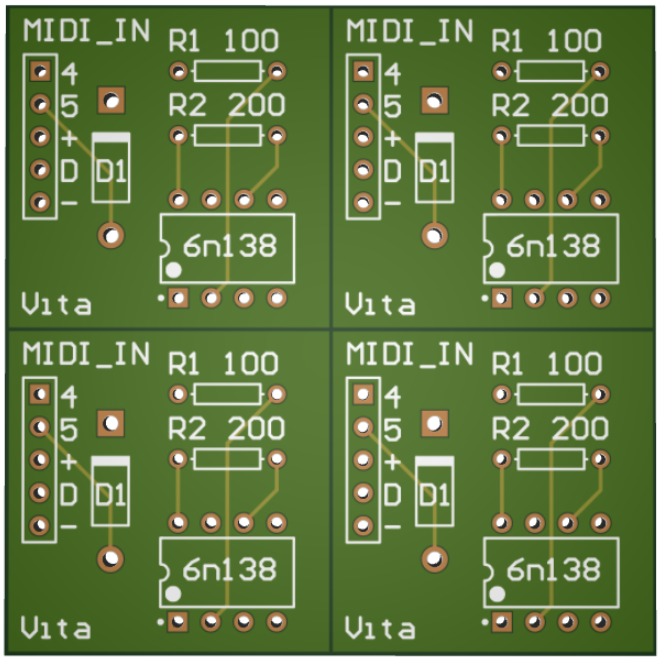 MIDI_IN
R1 100
4
5
R2 200
+
D1
D
-
6n138
Vita
MIDI_IN
R1 100
4
5
R2 200
+
D1
D
-
6n138
Vita
MIDI_IN
R1 100
4
5
R2 200
+
D1
D
-
6n138
Vita
MIDI_IN
R1 100
4
5
R2 200
+
D1
D
-
6n138
Vita